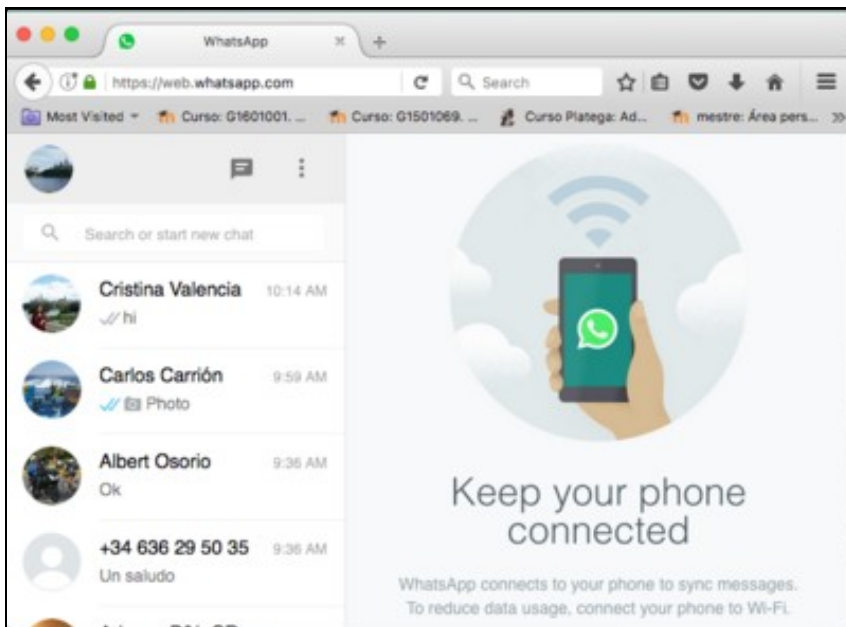 WhatsApp
https://web.whatsapp.com
Search
Most Visited
Curso: G1601001. ...
Curso: G1501069. ...
Curso Platega: Ad...
mestre: Área pers...
Search or start new chat
Cristina Valencia 10:14 AM
hi
Carlos Carrión 9:59 AM
Photo
Albert Osorio 9:36 AM
Ok
+34 636 29 50 35 9:36 AM
Un saludo
Keep your phone
connected
WhatsApp connects to your phone to sync messages.
To reduce data usage, connect your phone to Wi-Fi.